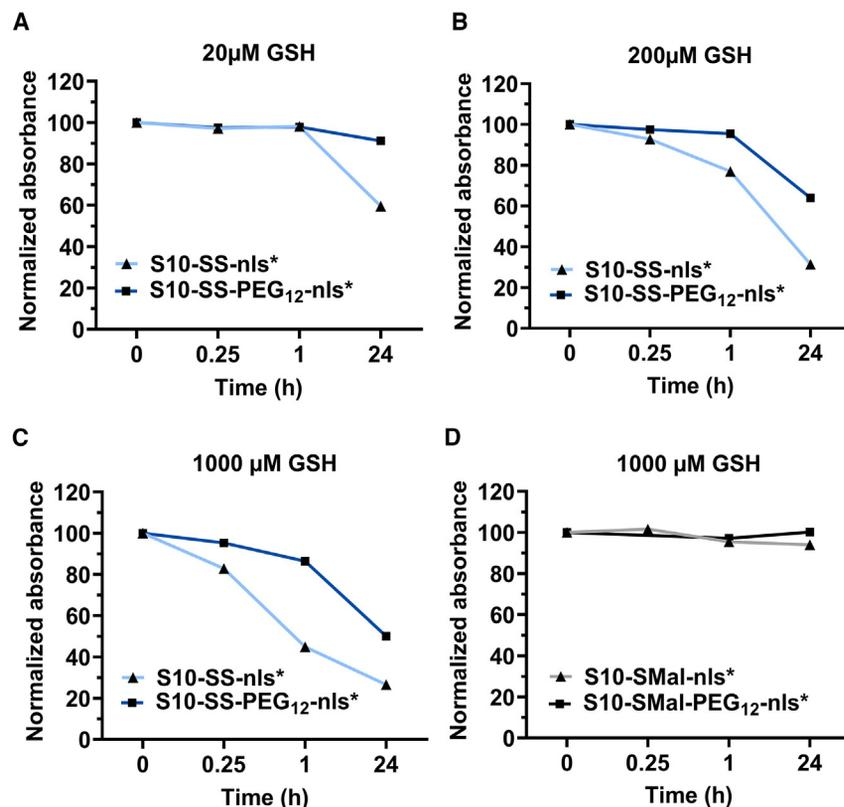 A
20µM GSH
Normalized absorbance
120
100
80
60
40
20
0
S10-SS-nls*
S10-SS-PEG12-nls*
0 0.25 1 24
Time (h)
B
200µM GSH
Normalized absorbance
120
100
80
60
40
20
0
S10-SS-nls*
S10-SS-PEG12-nls*
0 0.25 1 24
Time (h)
C
1000 µM GSH
Normalized absorbance
120
100
80
60
40
20
0
S10-SS-nls*
S10-SS-PEG12-nls*
0 0.25 1 24
Time (h)
D
1000 µM GSH
Normalized absorbance
120
100
80
60
40
20
0
S10-SMal-nls*
S10-SMal-PEG12-nls*
0 0.25 1 24
Time (h)